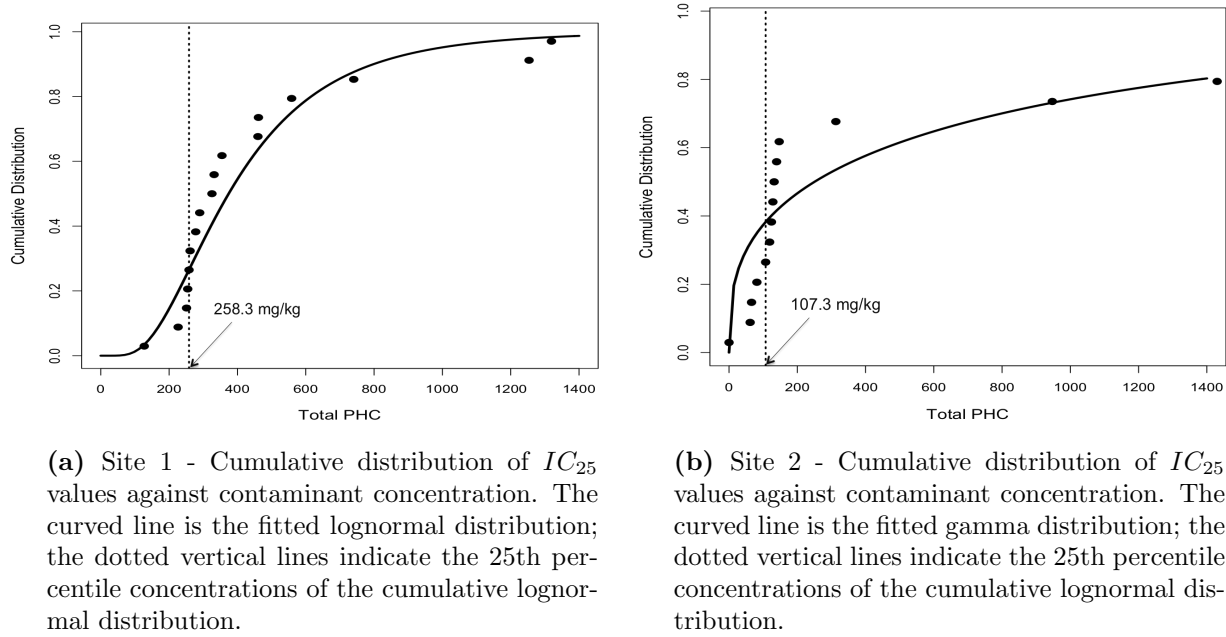 1.0
0.8
0.6
0.4
0.2
0.0
Cumulative Distribution
258.3 mg/kg
0 200 400 600 800 1000 1200 1400
Total PHC
(a) Site 1 - Cumulative distribution of IC25
values against contaminant concentration. The
curved line is the fitted lognormal distribution;
the dotted vertical lines indicate the 25th per-
centile concentrations of the cumulative lognor-
mal distribution.
1.0
0.8
0.6
0.4
0.2
0.0
Cumulative Distribution
107.3 mg/kg
0 200 400 600 800 1000 1200 1400
Total PHC
(b) Site 2 - Cumulative distribution of IC25
values against contaminant concentration. The
curved line is the fitted gamma distribution; the
dotted vertical lines indicate the 25th percentile
concentrations of the cumulative lognormal dis-
tribution.